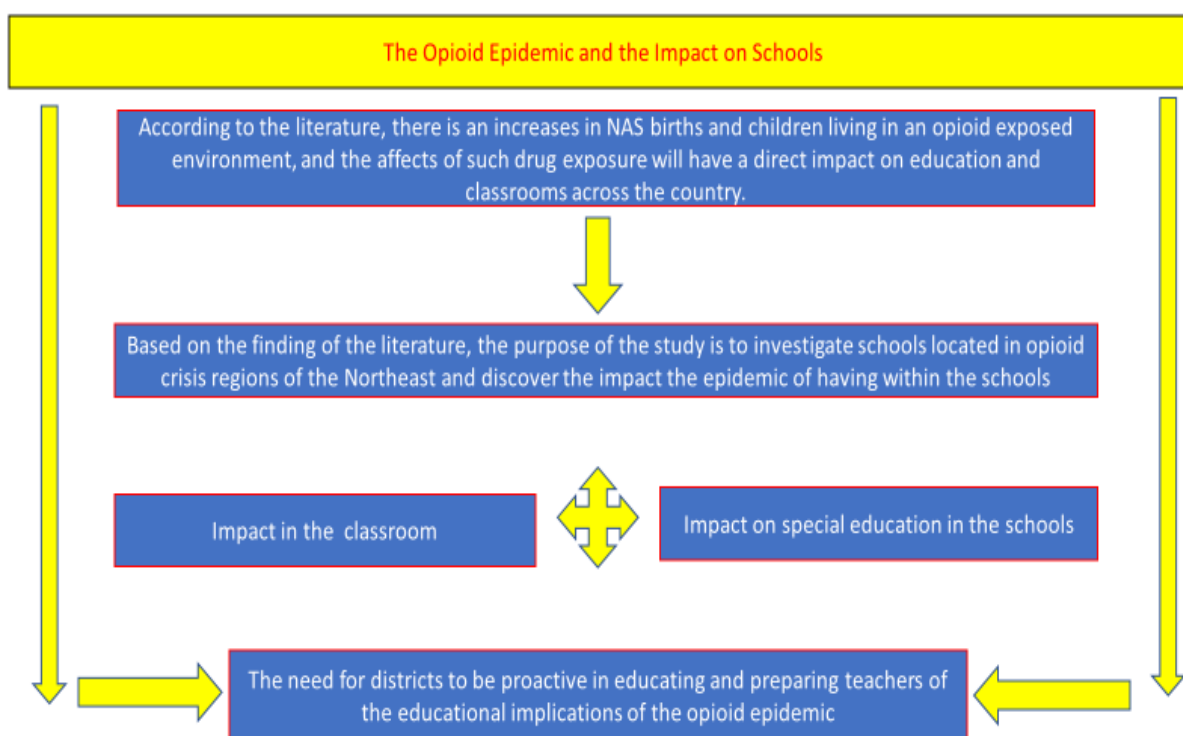 The Opioid Epidemic and the Impact on Schools
According to the literature, there is an increases in NAS births and children living in an opioid exposed
environment, and the affects of such drug exposure will have a direct impact on education and
classrooms across the country.
Based on the finding of the literature, the purpose of the study is to investigate schools located in opioid
crisis regions of the Northeast and discover the impact the epidemic of having within the schools
Impact in the classroom
Impact on special education in the schools
The need for districts to be proactive in educating and preparing teachers of
the educational implications of the opioid epidemic